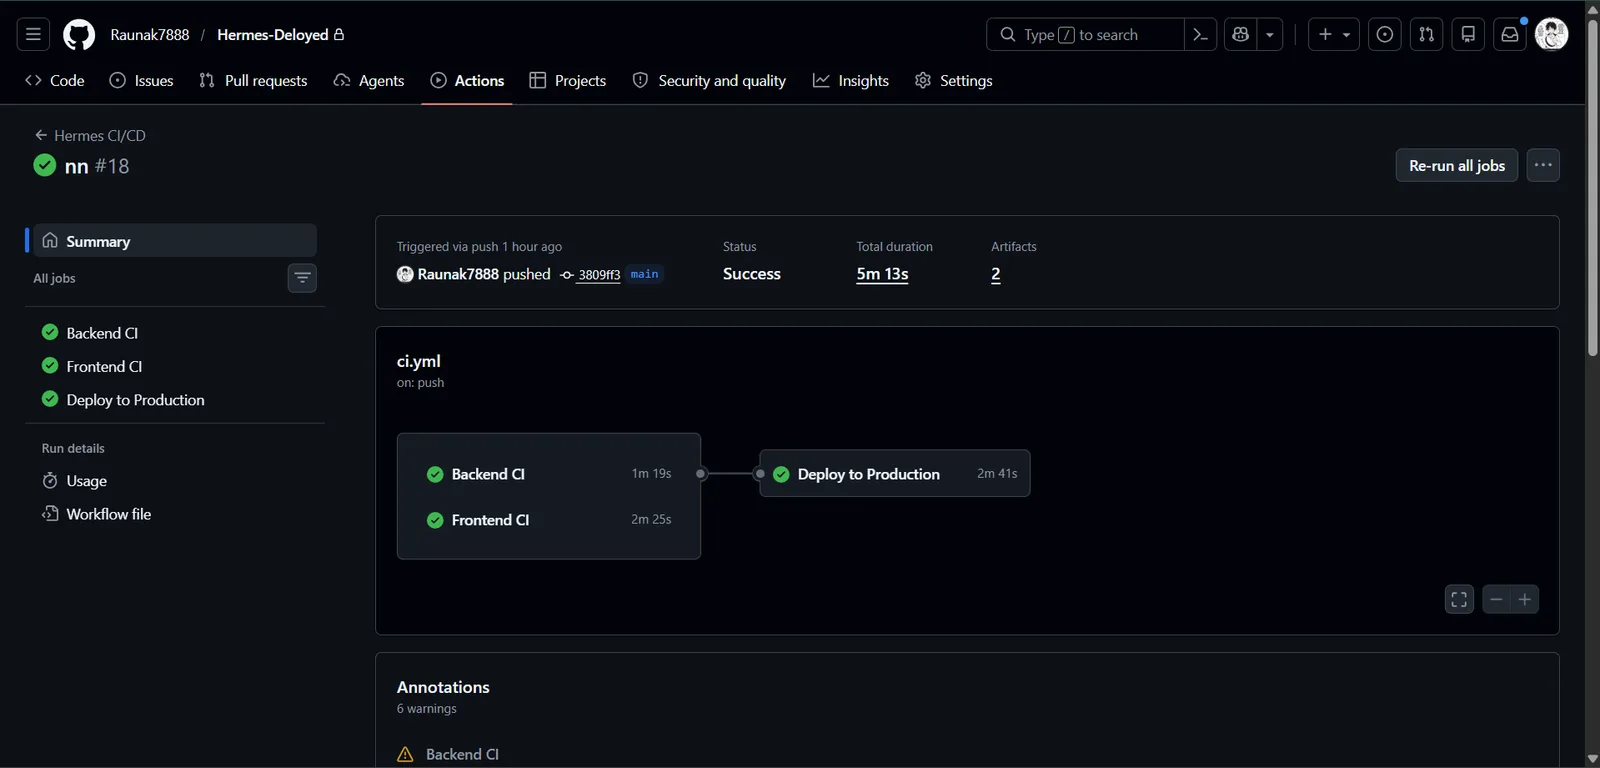 Raunak7888 / Hermes-Deloyed
Type / to search
Code Issues Pull requests Agents Actions Projects Security and quality Insights Settings
Hermes CI/CD
nn #18
Re-run all jobs
Summary
All jobs
Backend CI
Frontend CI
Deploy to Production
Run details
Usage
Workflow file
Triggered via push 1 hour ago
Raunak7888 pushed 3809ff3 main
Status
Success
Total duration
5m 13s
Artifacts
2
ci.yml
on: push
Backend CI 1m 19s
Frontend CI 2m 25s
Deploy to Production 2m 41s
Annotations
6 warnings
Backend CI